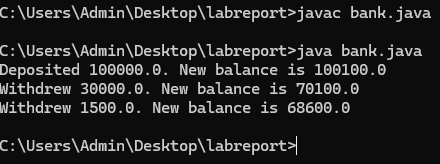 C:\Users\Admin\Desktop\labreport>javac bank.java
C:\Users\Admin\Desktop\labreport>java bank.java
Deposited 100000.0. New balance is 100100.0
Withdrew 30000.0. New balance is 70100.0
Withdrew 1500.0. New balance is 68600.0
C:\Users\Admin\Desktop\labreport>